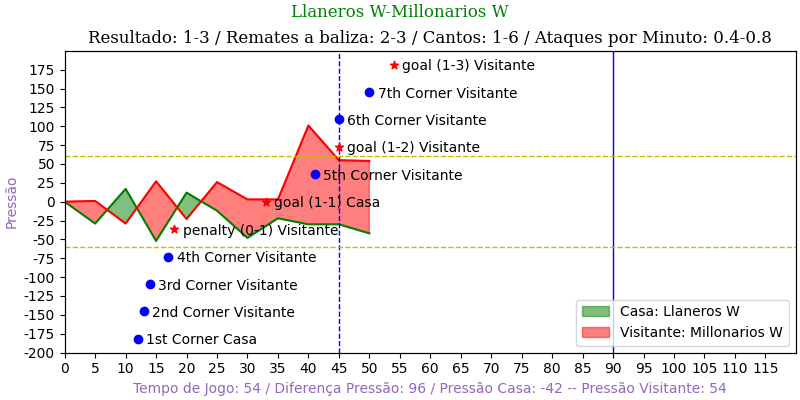 Llaneros W-Millonarios W
Resultado: 1-3 / Remates a baliza: 2-3 / Cantos: 1-6 / Ataques por Minuto: 0.4-0.8
Pressão
175
150
125
100
75
50
25
0
-25
-50
-75
-100
-125
-150
-175
-200
goal (1-3) Visitante
7th Corner Visitante
6th Corner Visitante
goal (1-2) Visitante
5th Corner Visitante
goal (1-1) Casa
penalty (0-1) Visitante
4th Corner Visitante
3rd Corner Visitante
2nd Corner Visitante
1st Corner Casa
Casa: Llaneros W
Visitante: Millonarios W
0 5 10 15 20 25 30 35 40 45 50 55 60 65 70 75 80 85 90 95 100 105 110 115
Tempo de Jogo: 54 / Diferença Pressão: 96 / Pressão Casa: -42 -- Pressão Visitante: 54